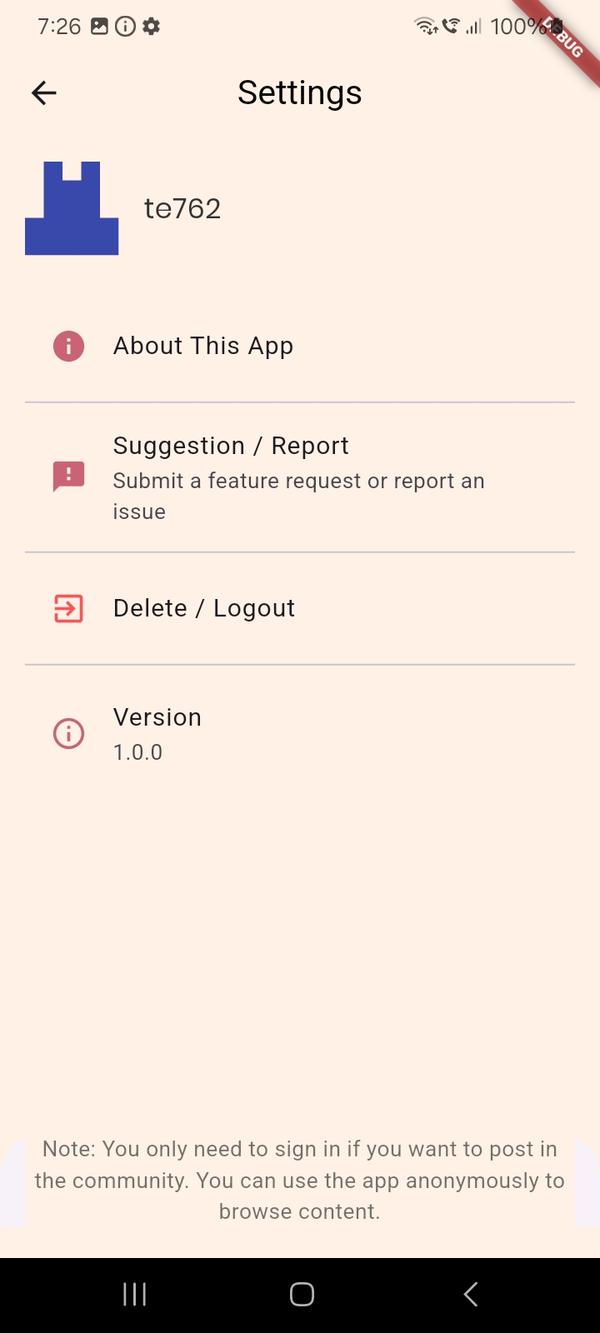 7:26
100%
DEBUG
Settings
te762
About This App
Suggestion / Report
Submit a feature request or report an
issue
Delete / Logout
Version
1.0.0
Note: You only need to sign in if you want to post in
the community. You can use the app anonymously to
browse content.